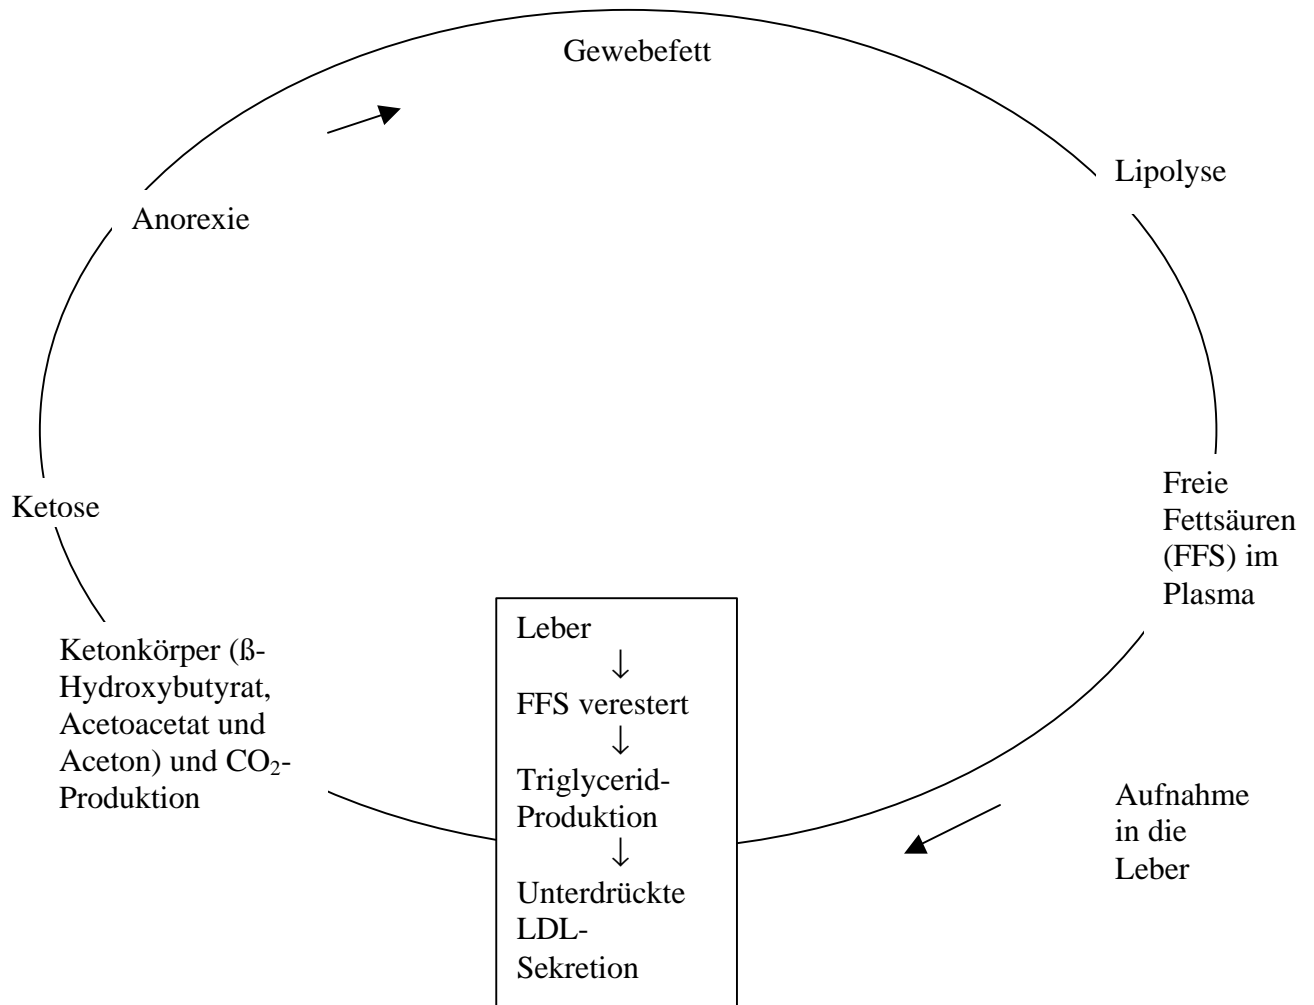 Gewebefett
Lipolyse
Anorexie
Freie
Fettsäuren
(FFS) im
Plasma
Ketose
Ketonkörper (ß-
Hydroxybutyrat,
Acetoacetat und
Aceton) und CO₂-
Produktion
Leber
↓
FFS verestert
↓
Triglycerid-
Produktion
↓
Unterdrückte
LDL-
Sekretion
Aufnahme
in die
Leber